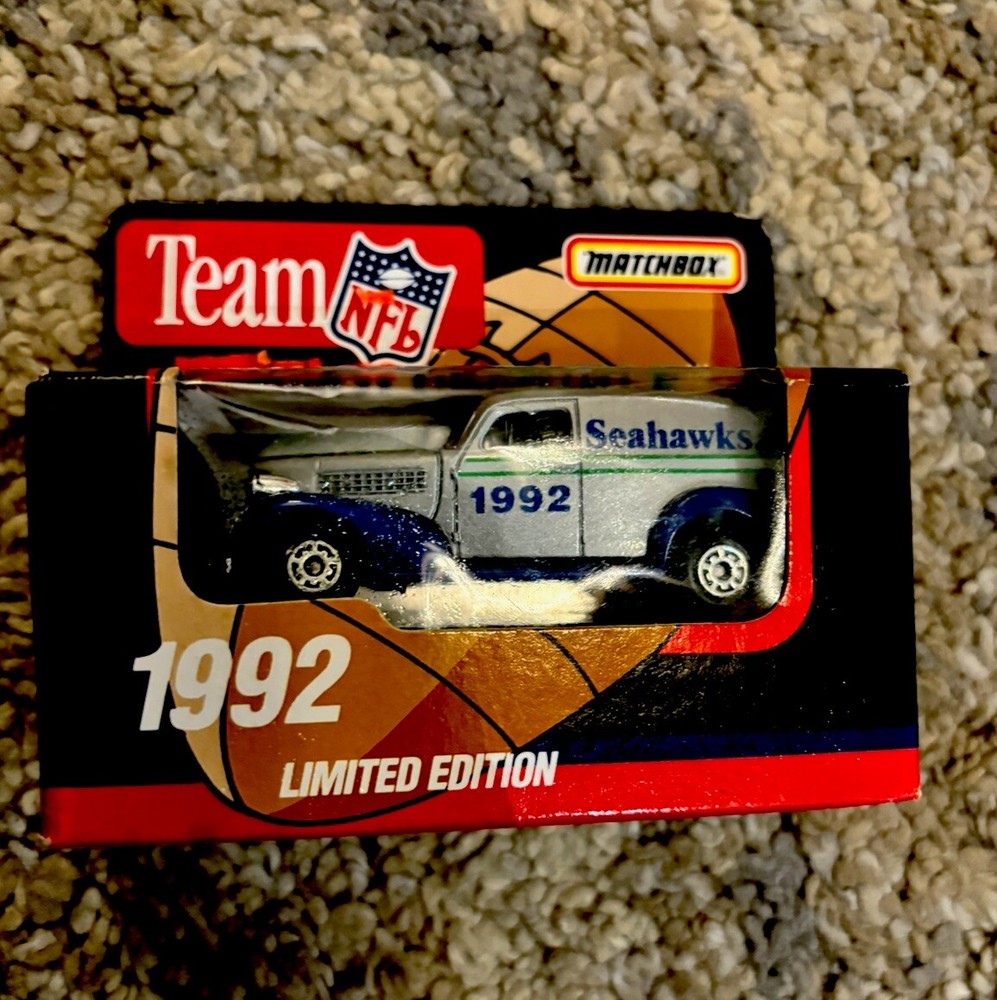 Team NFL
MATCHBOX
Seahawks
1992
1992
LIMITED EDITION